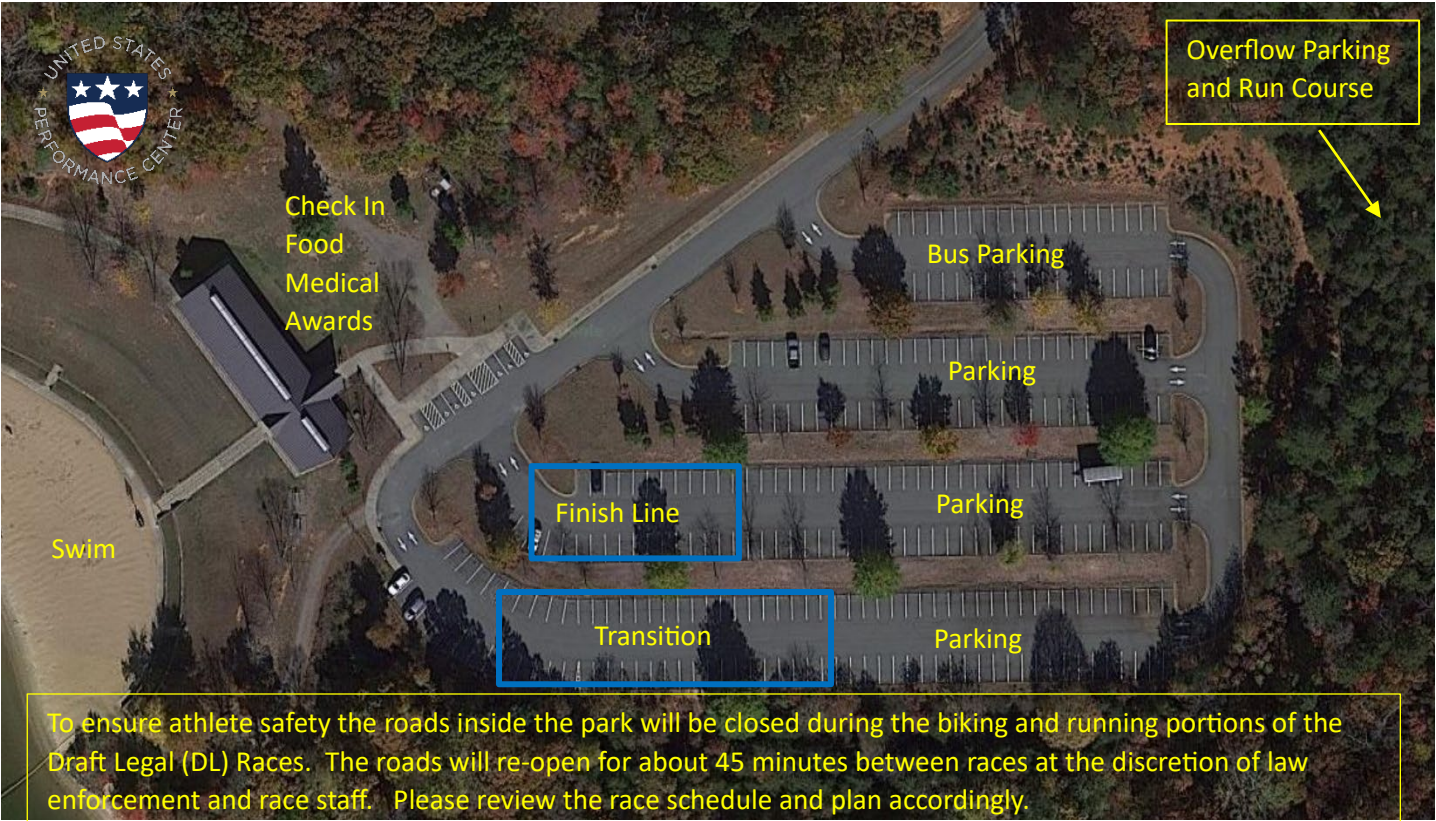 UNITED STATES
PERFORMANCE CENTER
Overflow Parking
and Run Course
Check In
Food
Medical
Awards
Bus Parking
Parking
Finish Line
Parking
Swim
Transition
Parking
To ensure athlete safety the roads inside the park will be closed during the biking and running portions of the
Draft Legal (DL) Races.  The roads will re-open for about 45 minutes between races at the discretion of law
enforcement and race staff.   Please review the race schedule and plan accordingly.